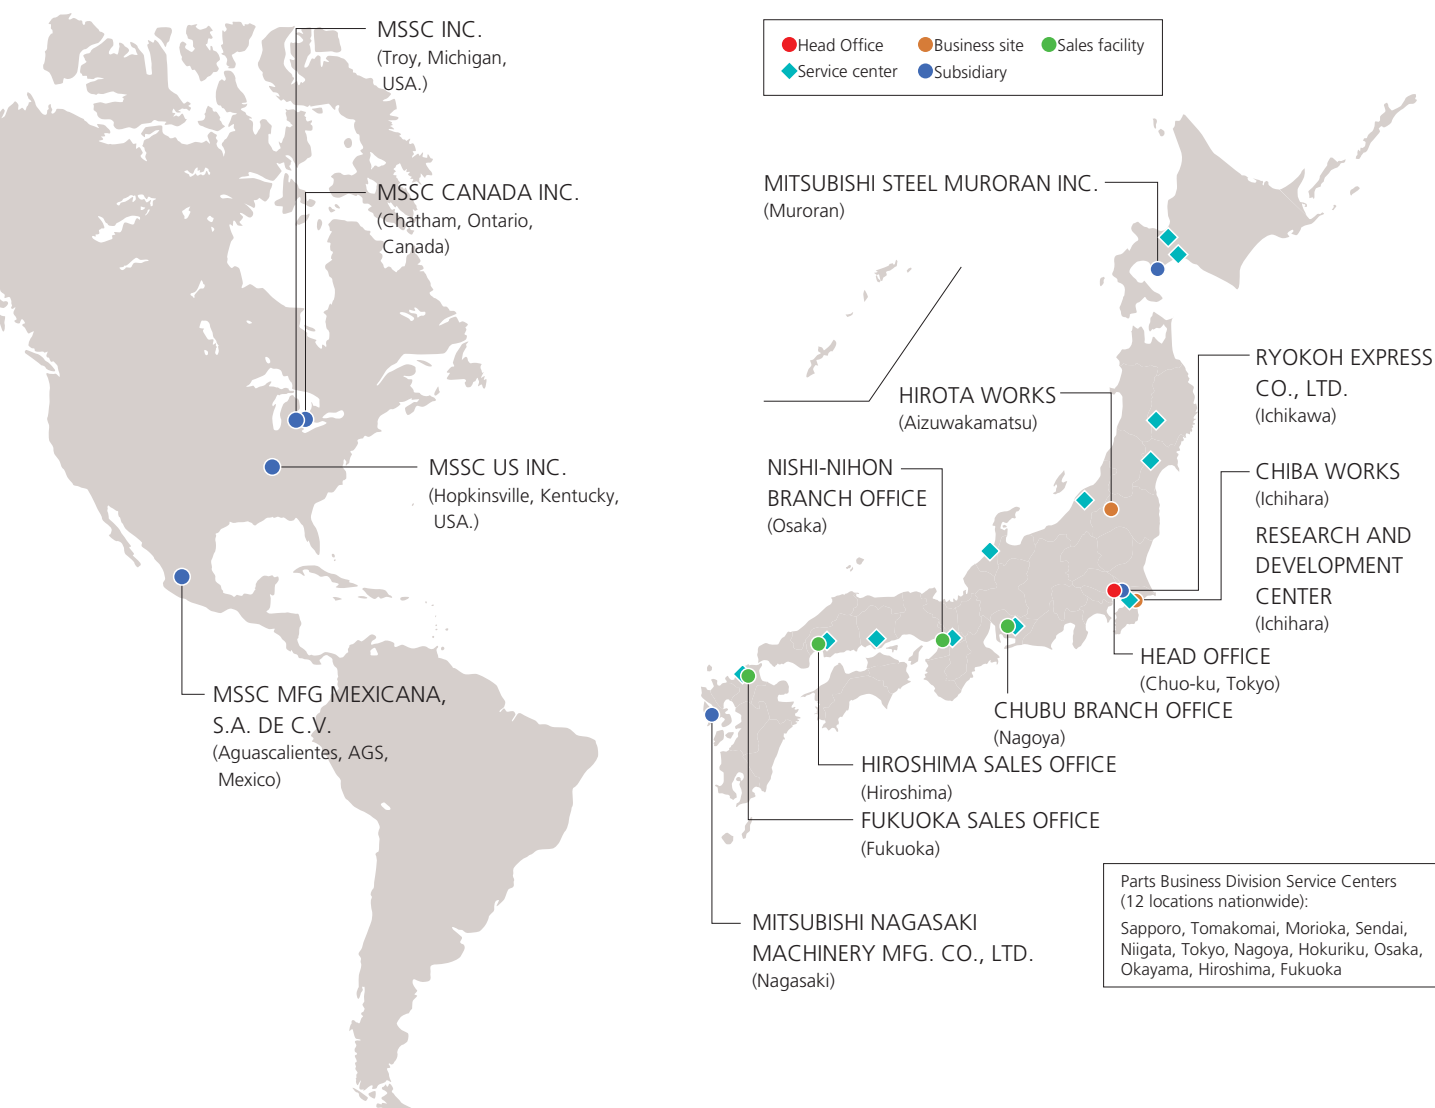 MSSC INC.
(Troy, Michigan,
USA.)
MSSC CANADA INC.
(Chatham, Ontario,
Canada)
MSSC US INC.
(Hopkinsville, Kentucky,
USA.)
MSSC MFG MEXICANA,
S.A. DE C.V.
(Aguascalientes, AGS,
Mexico)
Head Office Business site Sales facility
Service center Subsidiary
MITSUBISHI STEEL MURORAN INC.
(Muroran)
RYOKOH EXPRESS
CO., LTD.
(Ichikawa)
HIROTA WORKS
(Aizuwakamatsu)
NISHI-NIHON
BRANCH OFFICE
(Osaka)
CHIBA WORKS
(Ichihara)
RESEARCH AND
DEVELOPMENT
CENTER
(Ichihara)
HEAD OFFICE
(Chuo-ku, Tokyo)
CHUBU BRANCH OFFICE
(Nagoya)
HIROSHIMA SALES OFFICE
(Hiroshima)
FUKUOKA SALES OFFICE
(Fukuoka)
MITSUBISHI NAGASAKI
MACHINERY MFG. CO., LTD.
(Nagasaki)
Parts Business Division Service Centers
(12 locations nationwide):
Sapporo, Tomakomai, Morioka, Sendai,
Niigata, Tokyo, Nagoya, Hokuriku, Osaka,
Okayama, Hiroshima, Fukuoka